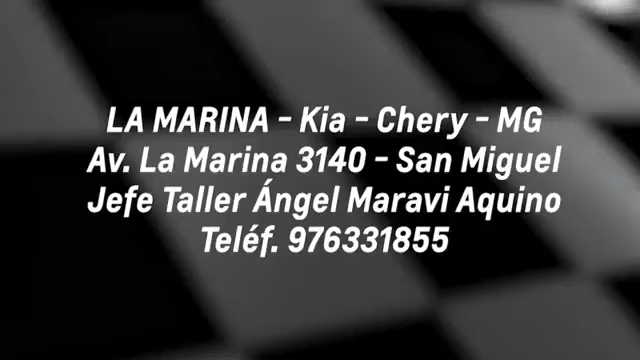 LA MARINA - Kia - Chery - MG
Av. La Marina 3140 - San Miguel
Jefe Taller Ángel Maravi Aquino
Teléf. 976331855